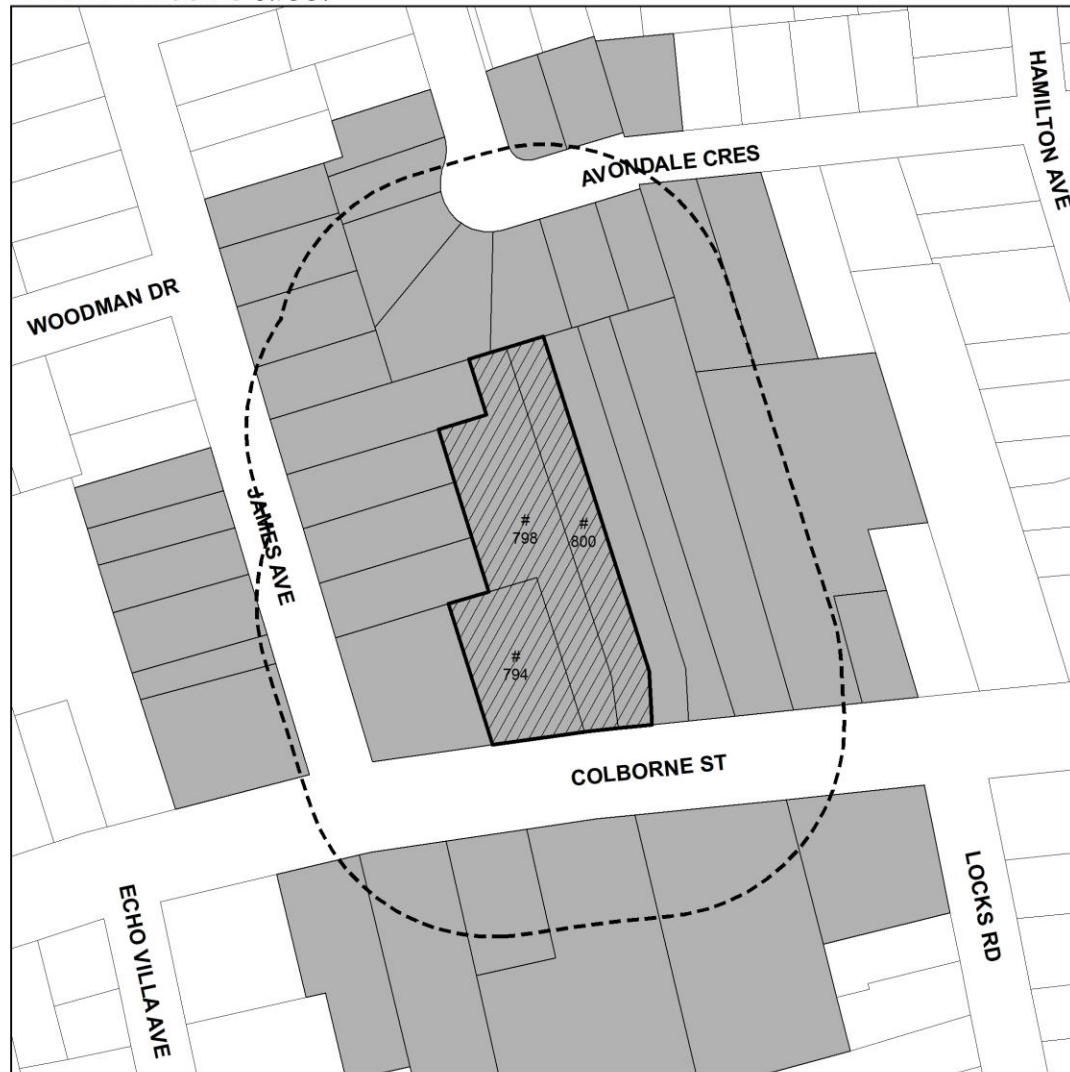 HAMILTON AVE
AVONDALE CRES
WOODMAN DR
JAMES AVE
#
798
#
800
#
794
COLBORNE ST
ECHO VILLA AVE
LOCKS RD